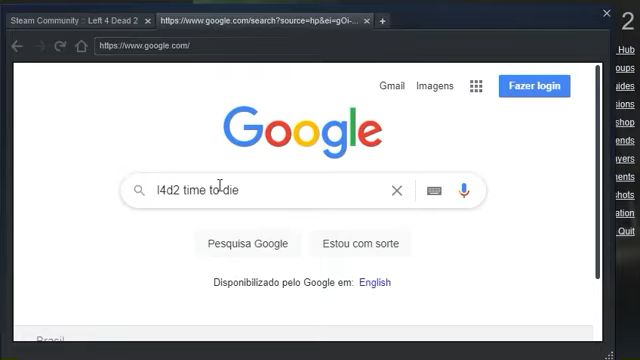 Steam Community :: Left 4 Dead 2
https://www.google.com/search?source=hp&ei=gOi-...
2
https://www.google.com/
Hub
oups
uides
sions
shop
ends
ments
shots
ation
Quit
Gmail
Imagens
Fazer login
Google
l4d2 time to die
Pesquisa Google
Estou com sorte
Disponibilizado pelo Google em: English
Brasil